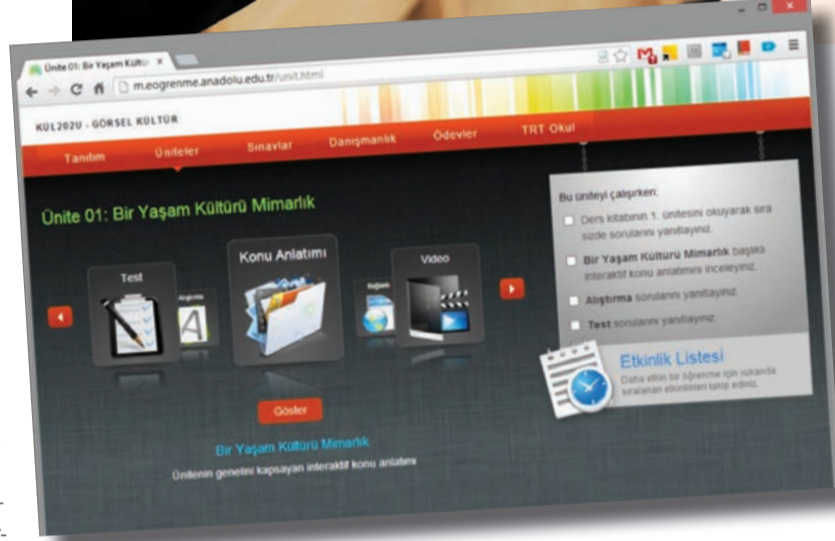 Ünite 01: Bir Yaşam Kültür
m.eogrenme.anadolu.edu.tr/unit.html
KÜL202U - GÖRSEL KÜLTÜR
Tanıtım Üniteler Sınavlar Danışmanlık Ödevler TRT Okul
Ünite 01: Bir Yaşam Kültürü Mimarlık
Test
Alıştırma
Konu Anlatımı
Video
Göster
Bir Yaşam Kültürü Mimarlık
Ünitenin genelini kapsayan interaktif konu anlatımı
Bu üniteyi çalışırken:
Ders kitabının 1. ünitesini okuyarak sıra
sizde sorularını yanıtlayınız.
Bir Yaşam Kültürü Mimarlık başlıklı
interaktif konu anlatımını inceleyiniz.
Alıştırma sorularını yanıtlayınız.
Test sorularını yanıtlayınız.
Etkinlik Listesi
Daha etkin bir öğrenme için yukarıda
sıralanan etkinlikleri takip ediniz.